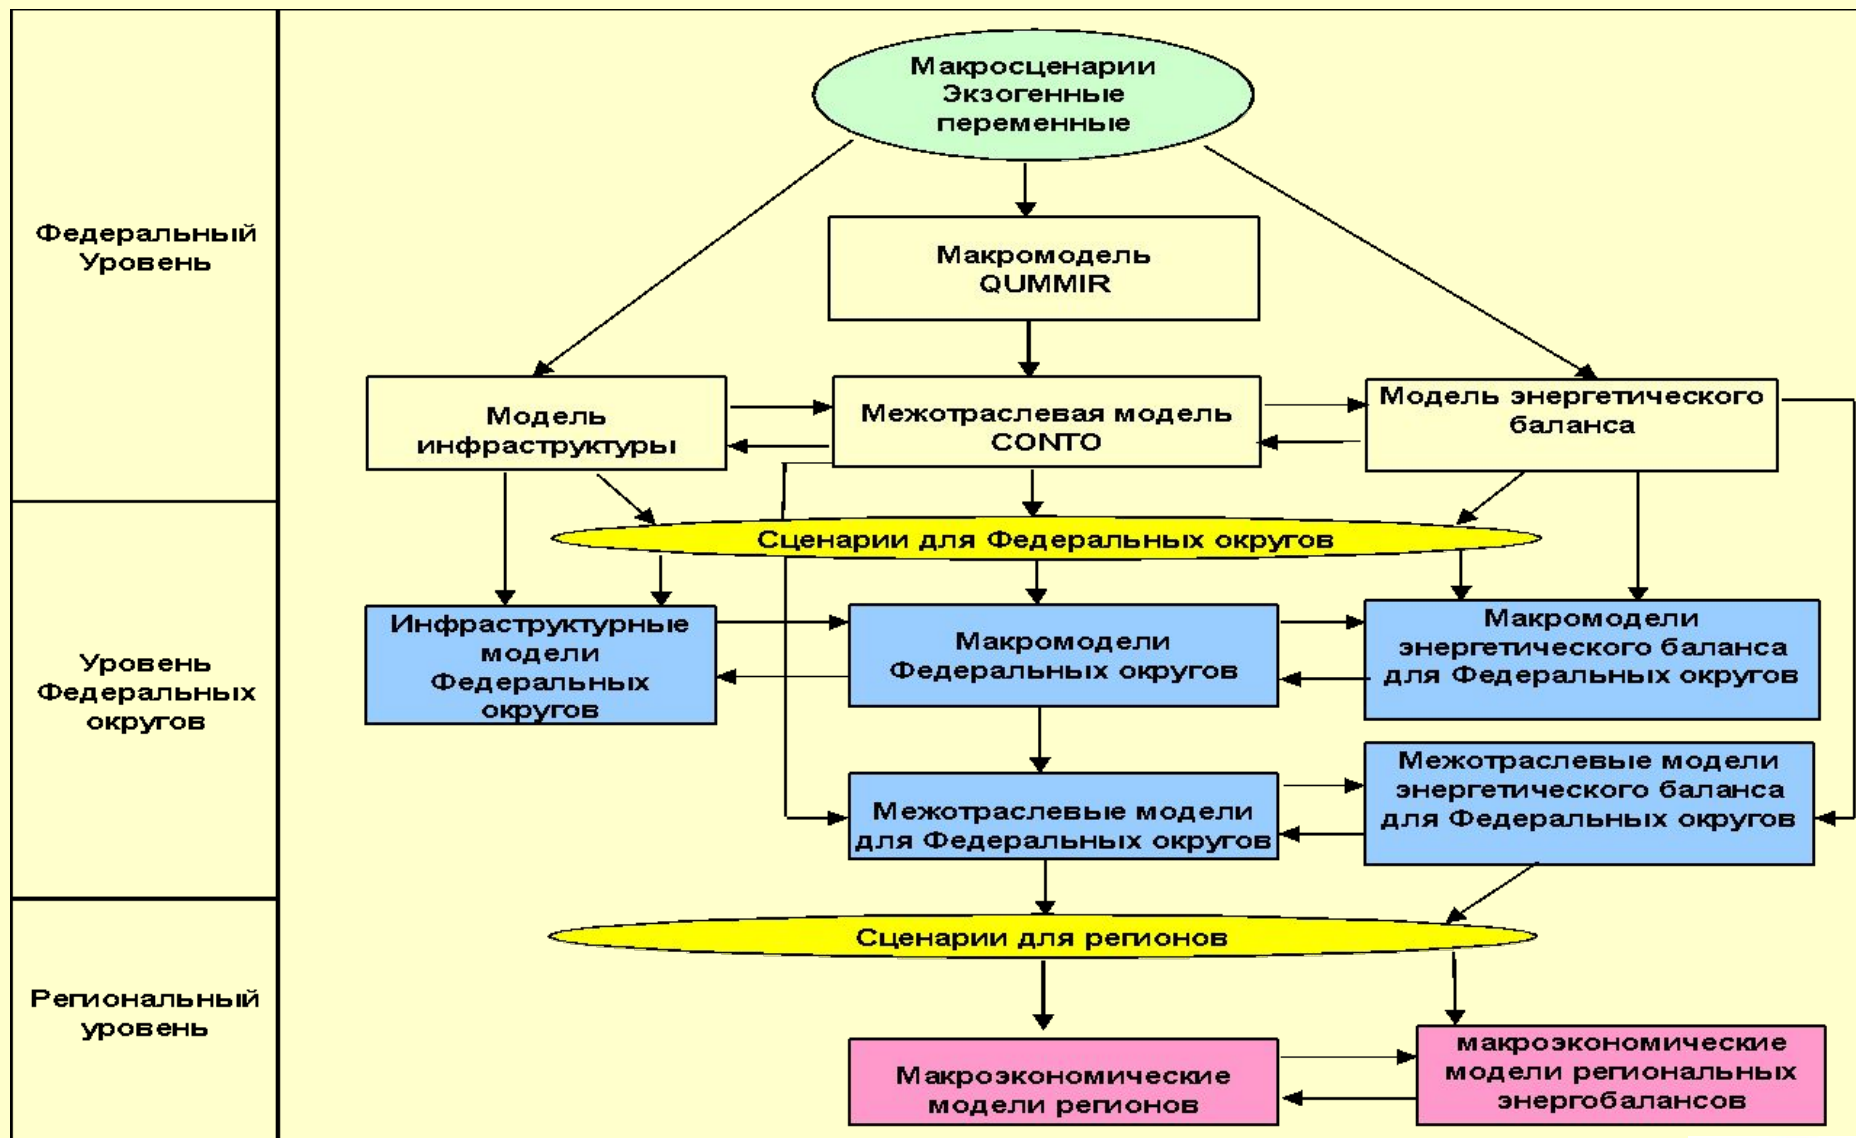 Макросценарии
Экзогенные
переменные
Федеральный
Уровень
Макромодель
QUMMIR
Модель
инфраструктуры
Межотраслевая модель
CONTO
Модель энергетического
баланса
Сценарии для Федеральных округов
Уровень
Федеральных
округов
Инфраструктурные
модели
Федеральных
округов
Макромодели
Федеральных округов
Макромодели
энергетического баланса
для Федеральных округов
Межотраслевые модели
для Федеральных округов
Межотраслевые модели
энергетического баланса
для Федеральных округов
Сценарии для регионов
Региональный
уровень
Макроэкономические
модели регионов
макроэкономические
модели региональных
энергобалансов